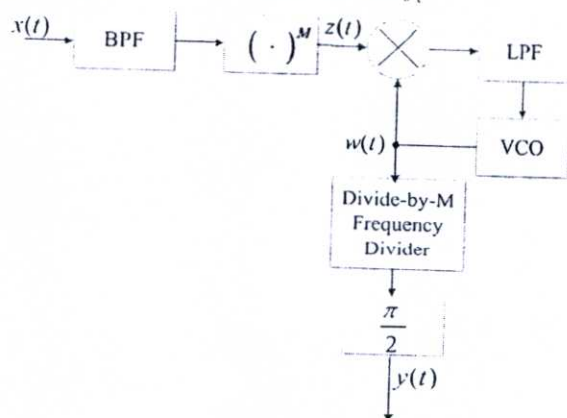 x(t)
BPF
( · )^M
z(t)
LPF
w(t)
VCO
Divide-by-M
Frequency
Divider
π
2
y(t)